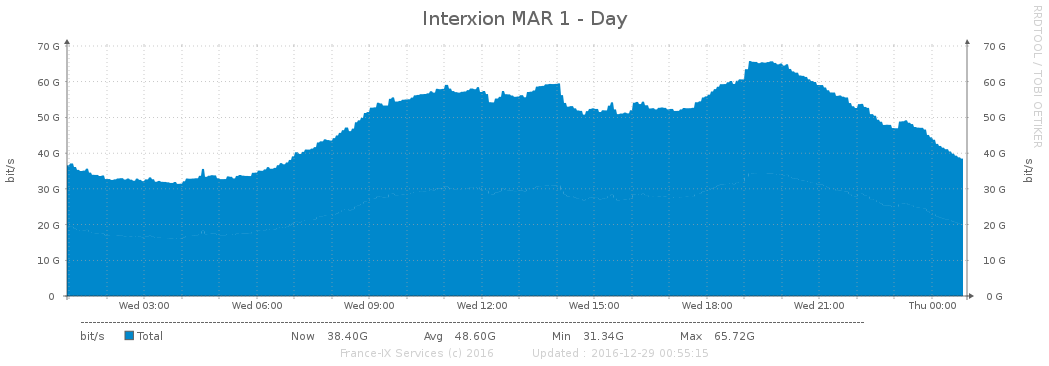 Interxion MAR 1 - Day
RRDTOOL / TOBI OETIKER
70 G 70 G
60 G 60 G
50 G 50 G
40 G 40 G
30 G 30 G
20 G 20 G
10 G 10 G
0 0 G
bit/s bit/s
Wed 03:00 Wed 06:00 Wed 09:00 Wed 12:00 Wed 15:00 Wed 18:00 Wed 21:00 Thu 00:00
bit/s Total Now 38.40G Avg 48.60G Min 31.34G Max 65.72G
France-IX Services (c) 2016 Updated : 2016-12-29 00:55:15